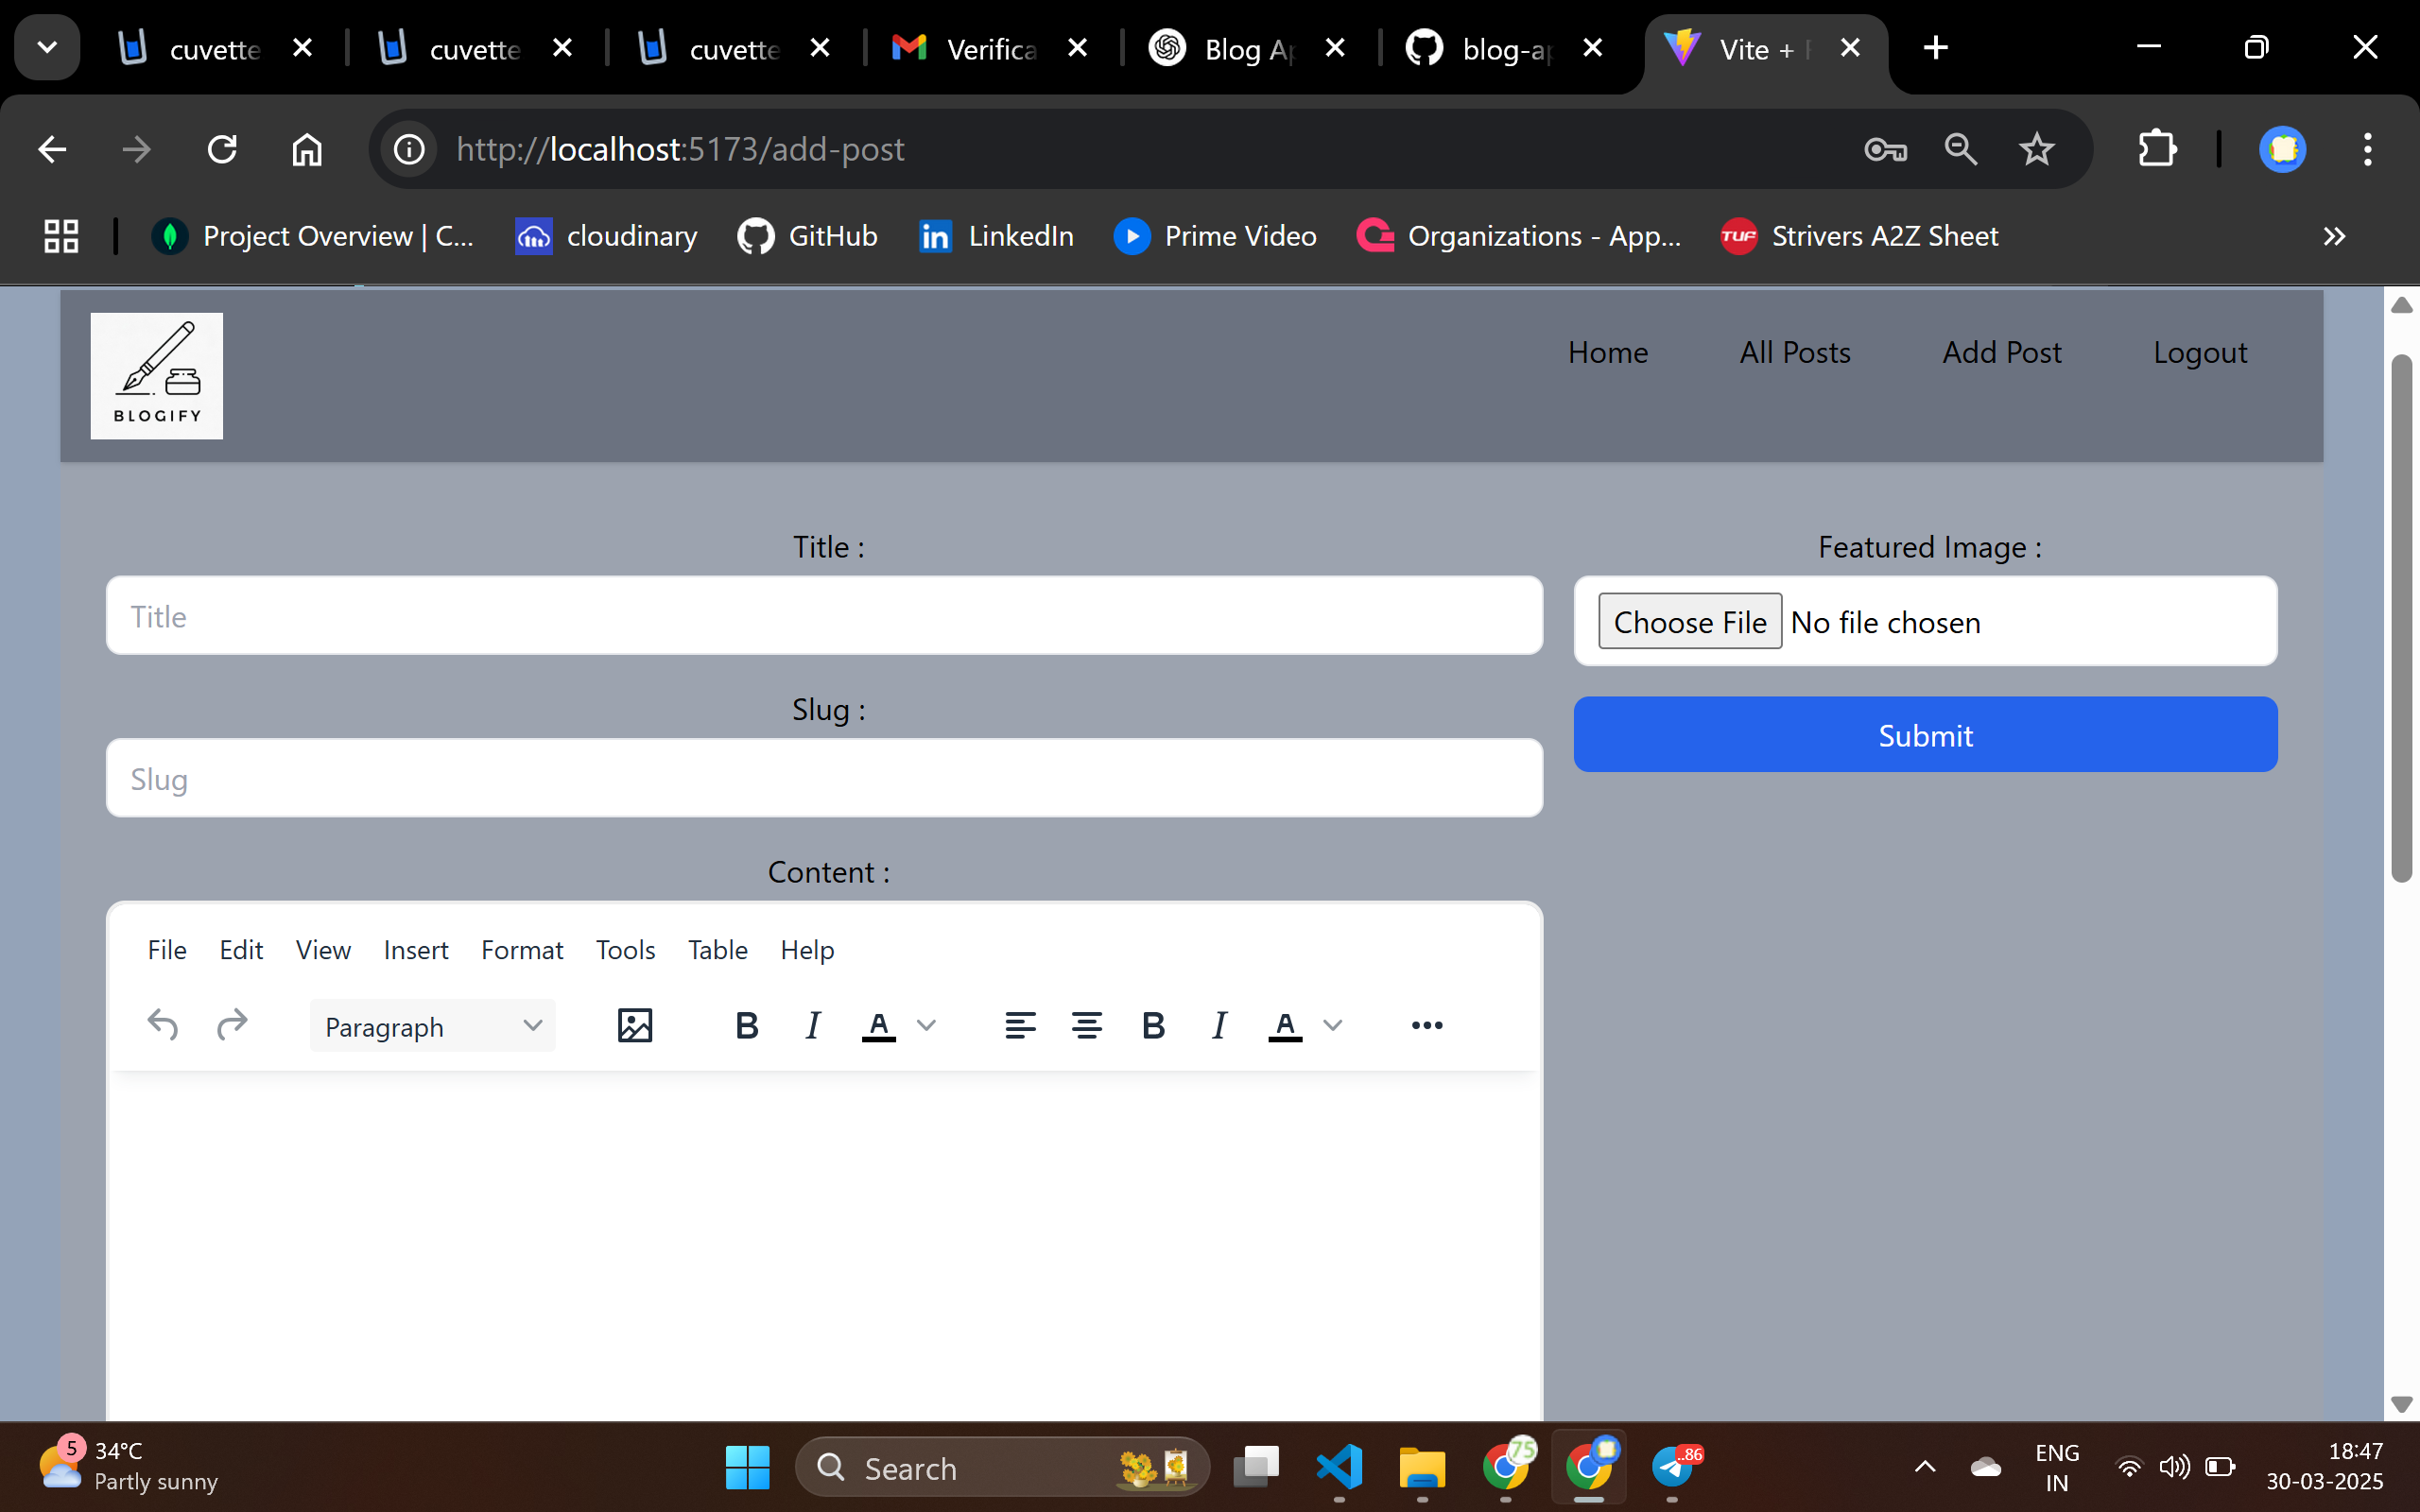 cuvette
cuvette
cuvette
Verifica
Blog Ap
blog-ap
Vite +
http://localhost:5173/add-post
Project Overview | C...
cloudinary
GitHub
LinkedIn
Prime Video
Organizations - App...
TUF
Strivers A2Z Sheet
BLOGIFY
Home
All Posts
Add Post
Logout
Title :
Title
Featured Image :
Choose File No file chosen
Slug :
Slug
Submit
Content :
File Edit View Insert Format Tools Table Help
Paragraph
B I A B I A
5
34°C
Partly sunny
Search
75
..86
ENG
IN
18:47
30-03-2025